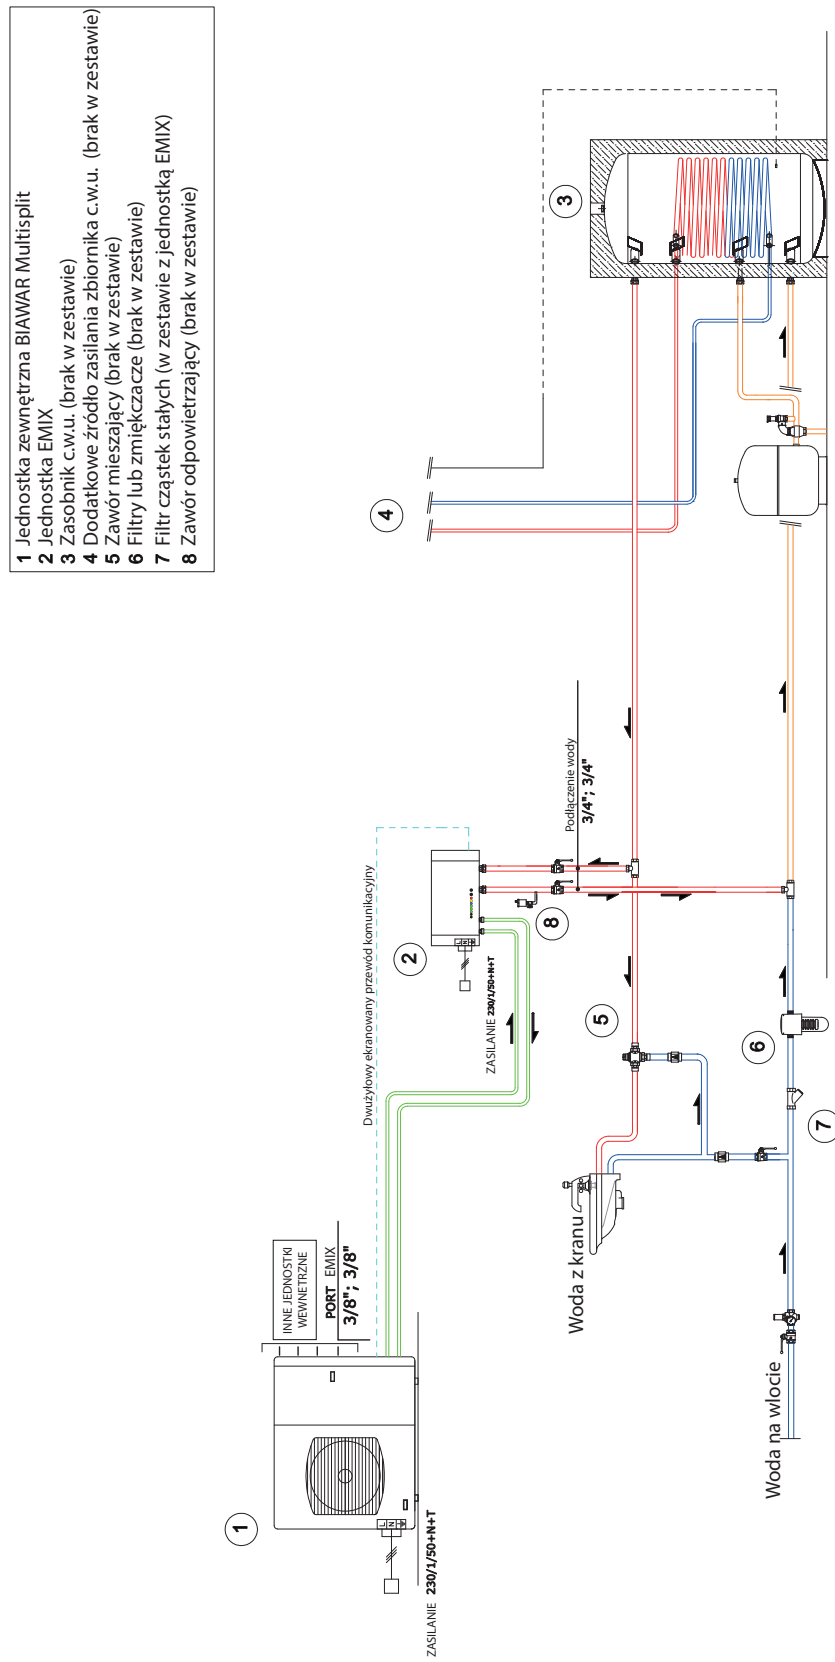 1 Jednostka zewnętrzna BIAWAR Multisplit
2 Jednostka EMIX
3 Zasobnik c.w.u. (brak w zestawie)
4 Dodatkowe źródło zasilania zbiornika c.w.u. (brak w zestawie)
5 Zawór mieszający (brak w zestawie)
6 Filtry lub zmiękczacze (brak w zestawie)
7 Filtr cząstek stałych (w zestawie z jednostką EMIX)
8 Zawór odpowietrzający (brak w zestawie)
1
ZASILANIE 230/1/50+N+T
L
N
INNE JEDNOSTKI
WEWNETRZNE
PORT EMIX
3/8"; 3/8"
Dwużyłowy ekranowany przewód komunikacyjny
2
L
N
ZASILANIE 230/1/50+N+T
8
Podłączenie wody
3/4"; 3/4"
4
3
5
Woda z kranu
6
7
Woda na wlocie